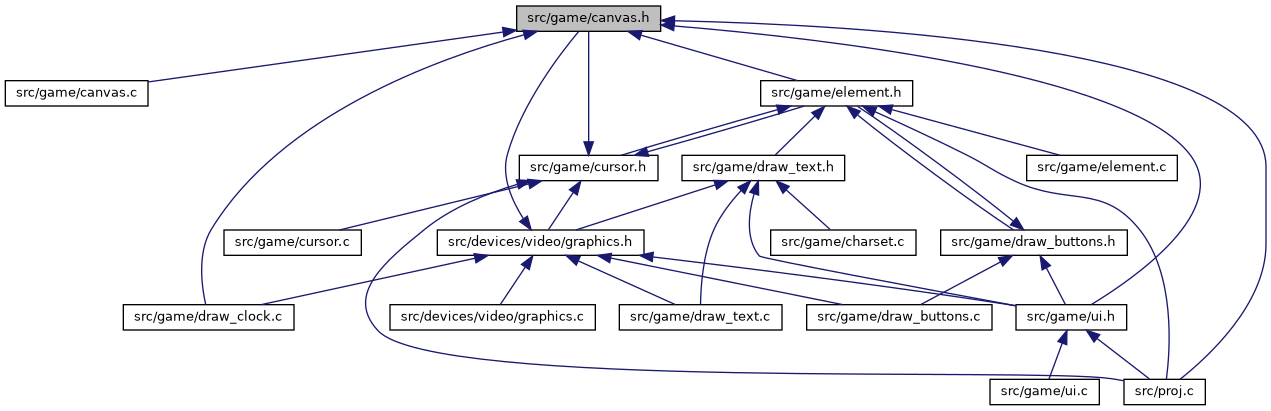 src/game/canvas.h
src/game/canvas.c
src/game/element.h
src/game/cursor.h
src/game/draw_text.h
src/game/element.c
src/game/cursor.c
src/devices/video/graphics.h
src/game/charset.c
src/game/draw_buttons.h
src/game/draw_clock.c
src/devices/video/graphics.c
src/game/draw_text.c
src/game/draw_buttons.c
src/game/ui.h
src/game/ui.c
src/proj.c